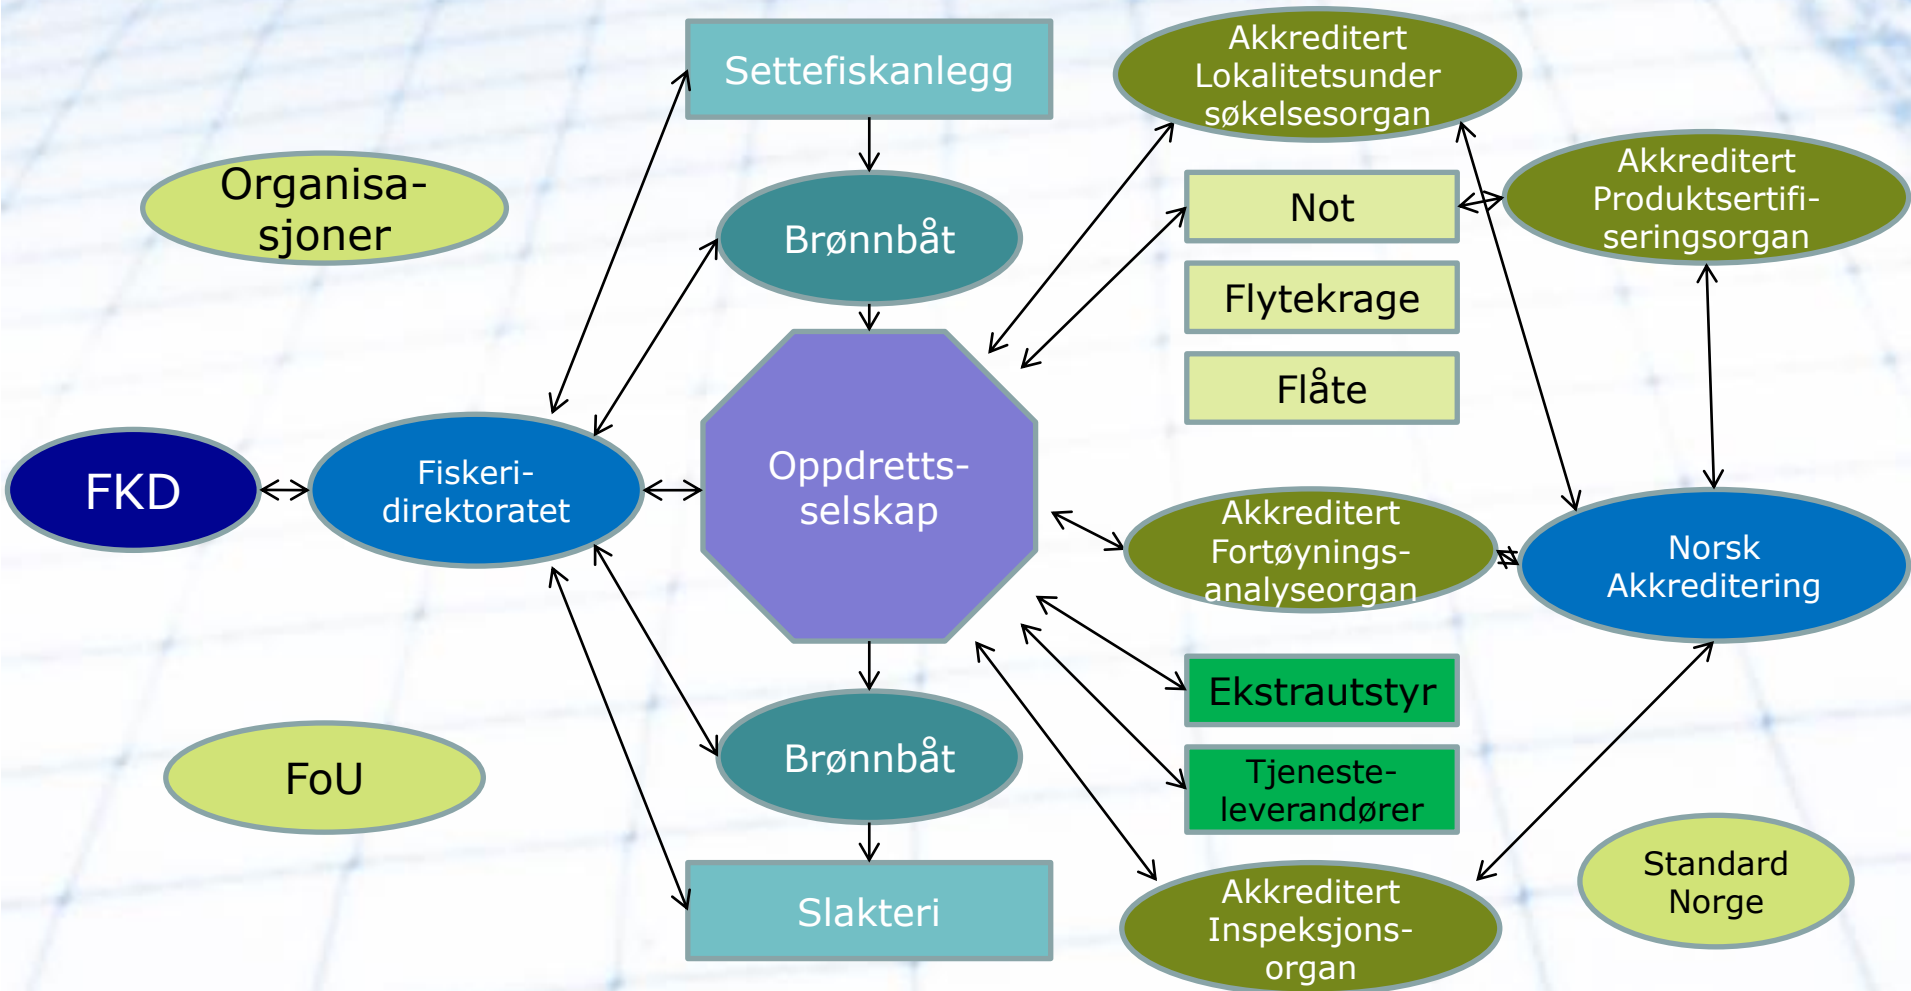 Settefiskanlegg
Akkreditert
Lokalitetsunder
søkelsesorgan
Organisa-
sjoner
Brønnbåt
Not
Akkreditert
Produktsertifi-
seringsorgan
Flytekrage
Flåte
FKD
Fiskeri-
direktoratet
Oppdretts-
selskap
Akkreditert
Fortøynings-
analyseorgan
Norsk
Akkreditering
Ekstrautstyr
FoU
Brønnbåt
Tjeneste-
leverandører
Slakteri
Akkreditert
Inspeksjons-
organ
Standard
Norge